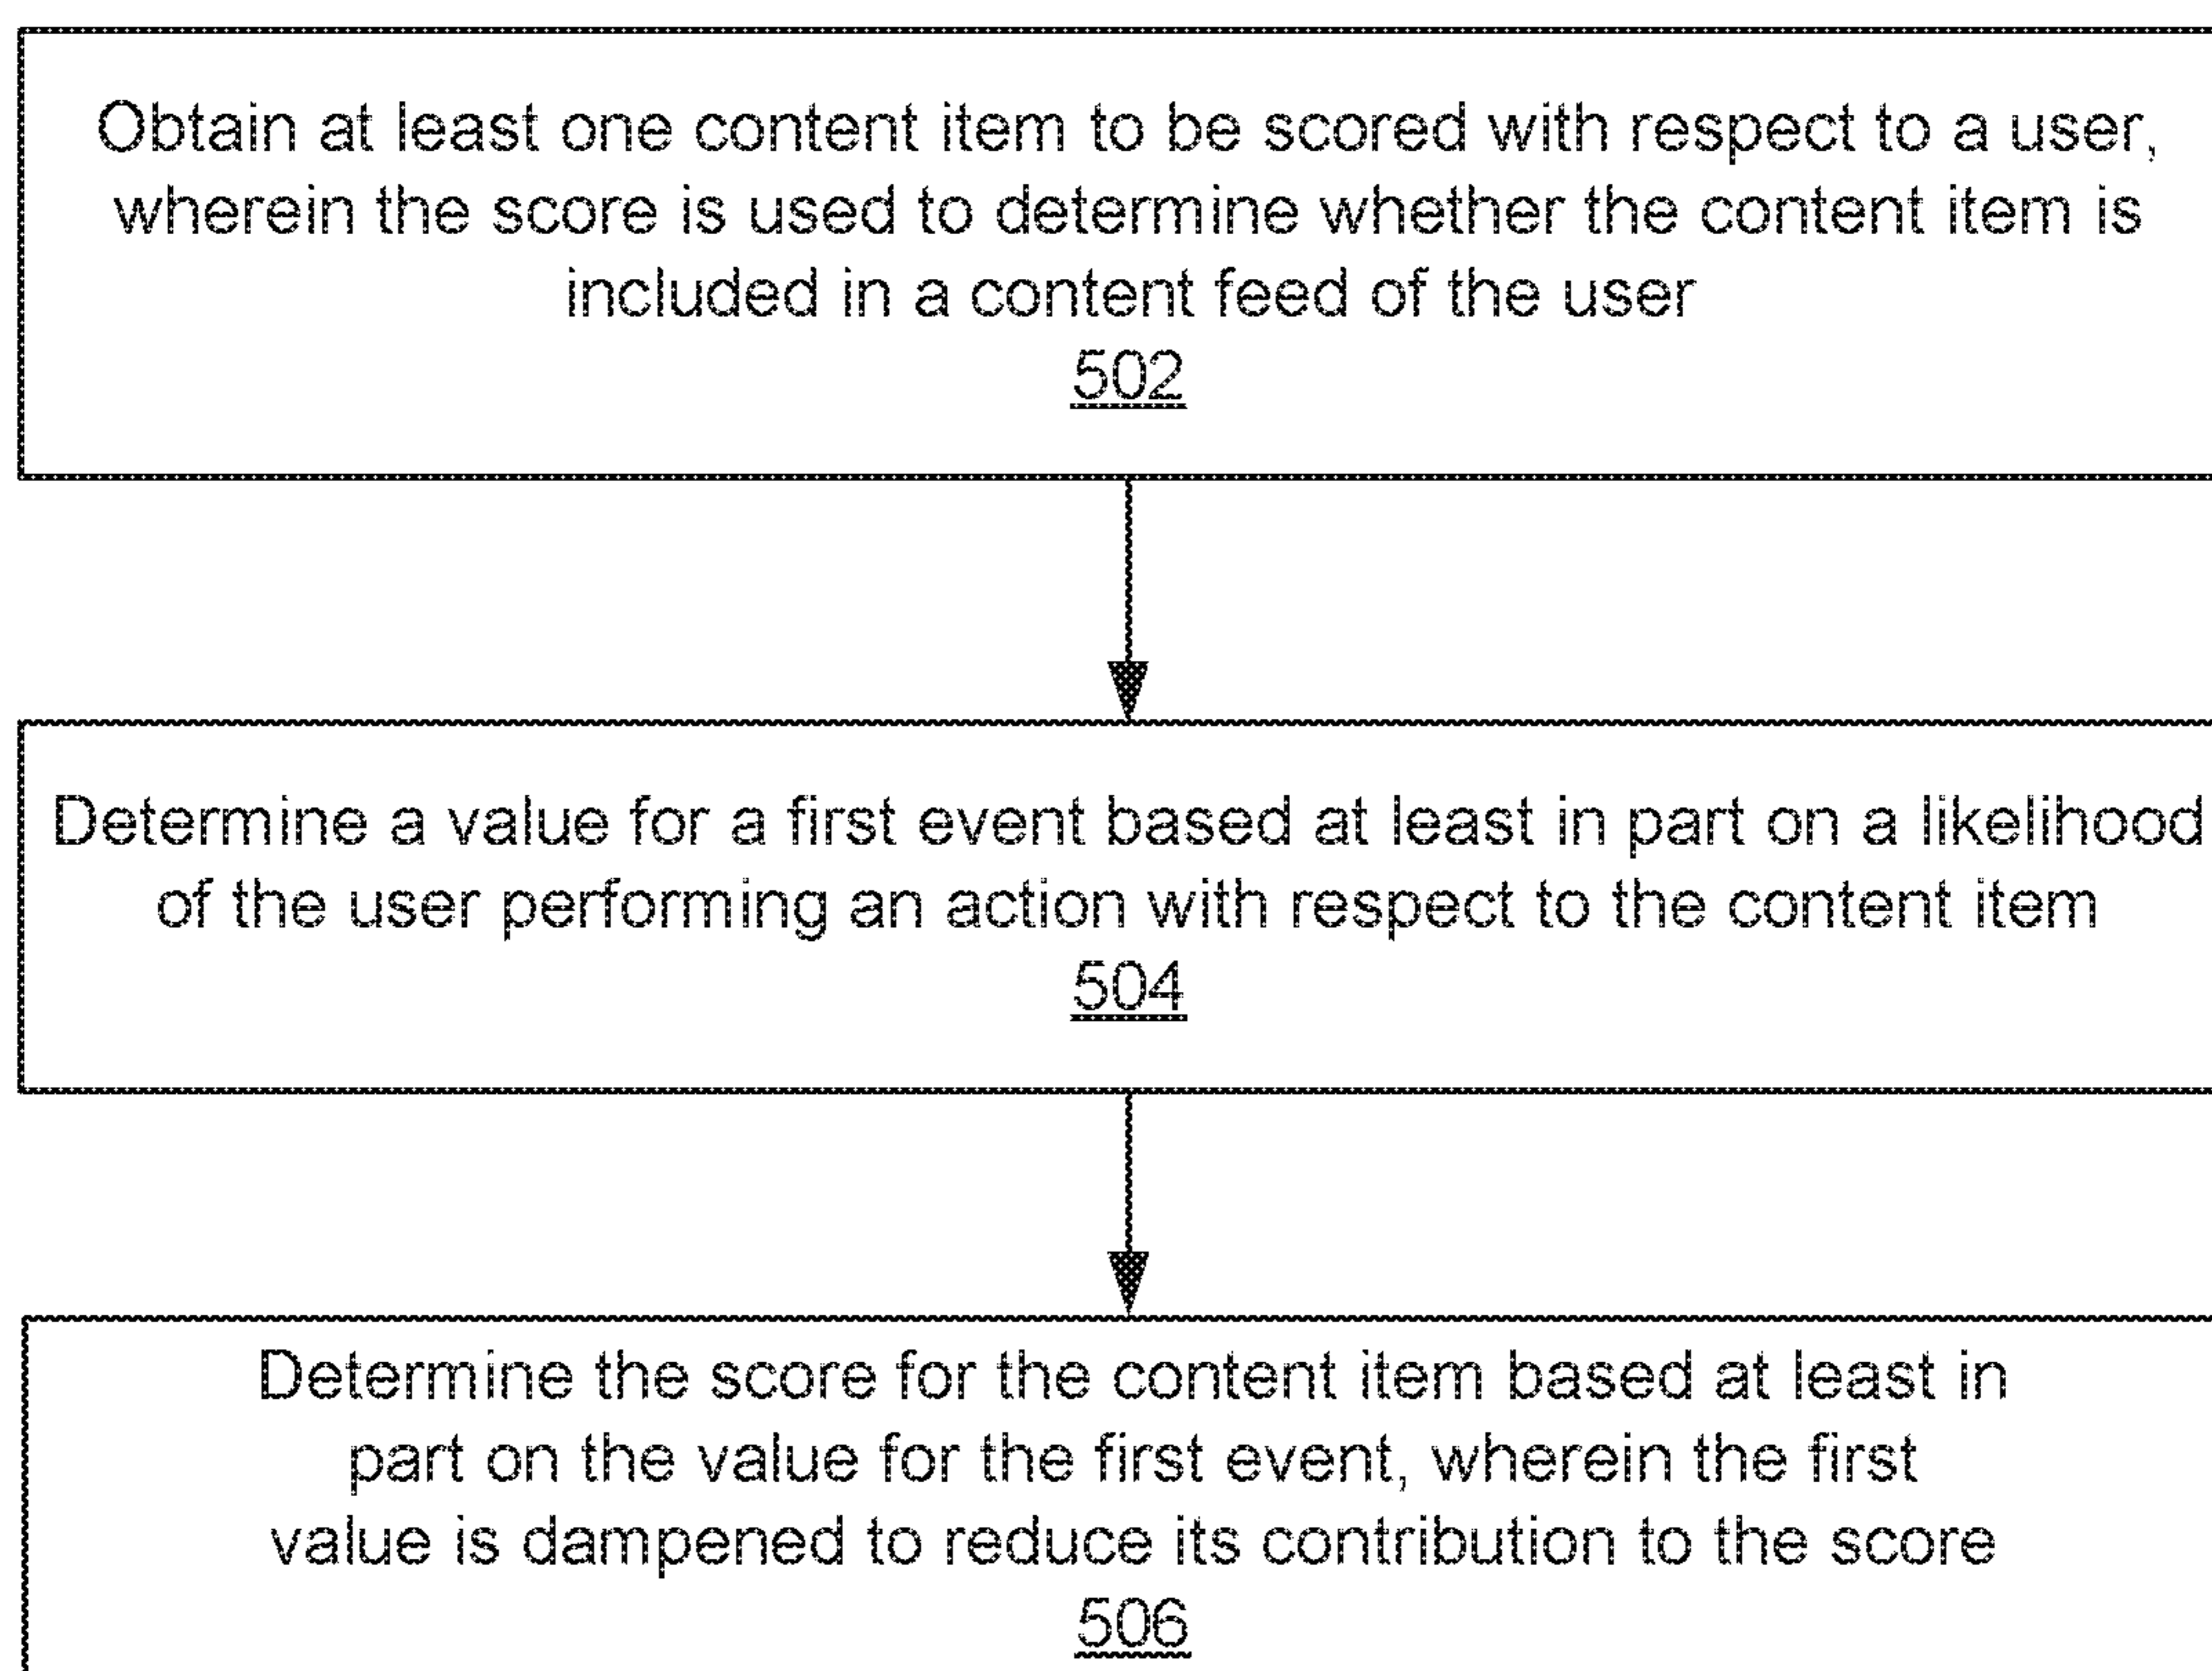 Obtain at least one content item to be scored with respect to a user,
wherein the score is used to determine whether the content item is
included in a content feed of the user
502
Determine a value for a first event based at least in part on a likelihood
of the user performing an action with respect to the content item
504
Determine the score for the content item based at least in
part on the value for the first event, wherein the first
value is dampened to reduce its contribution to the score
506